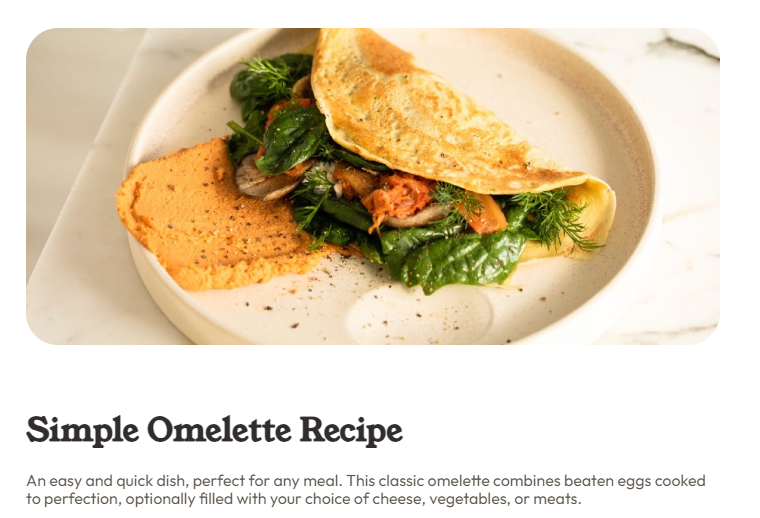 Simple Omelette Recipe
An easy and quick dish, perfect for any meal. This classic omelette combines beaten eggs cooked
to perfection, optionally filled with your choice of cheese, vegetables, or meats.